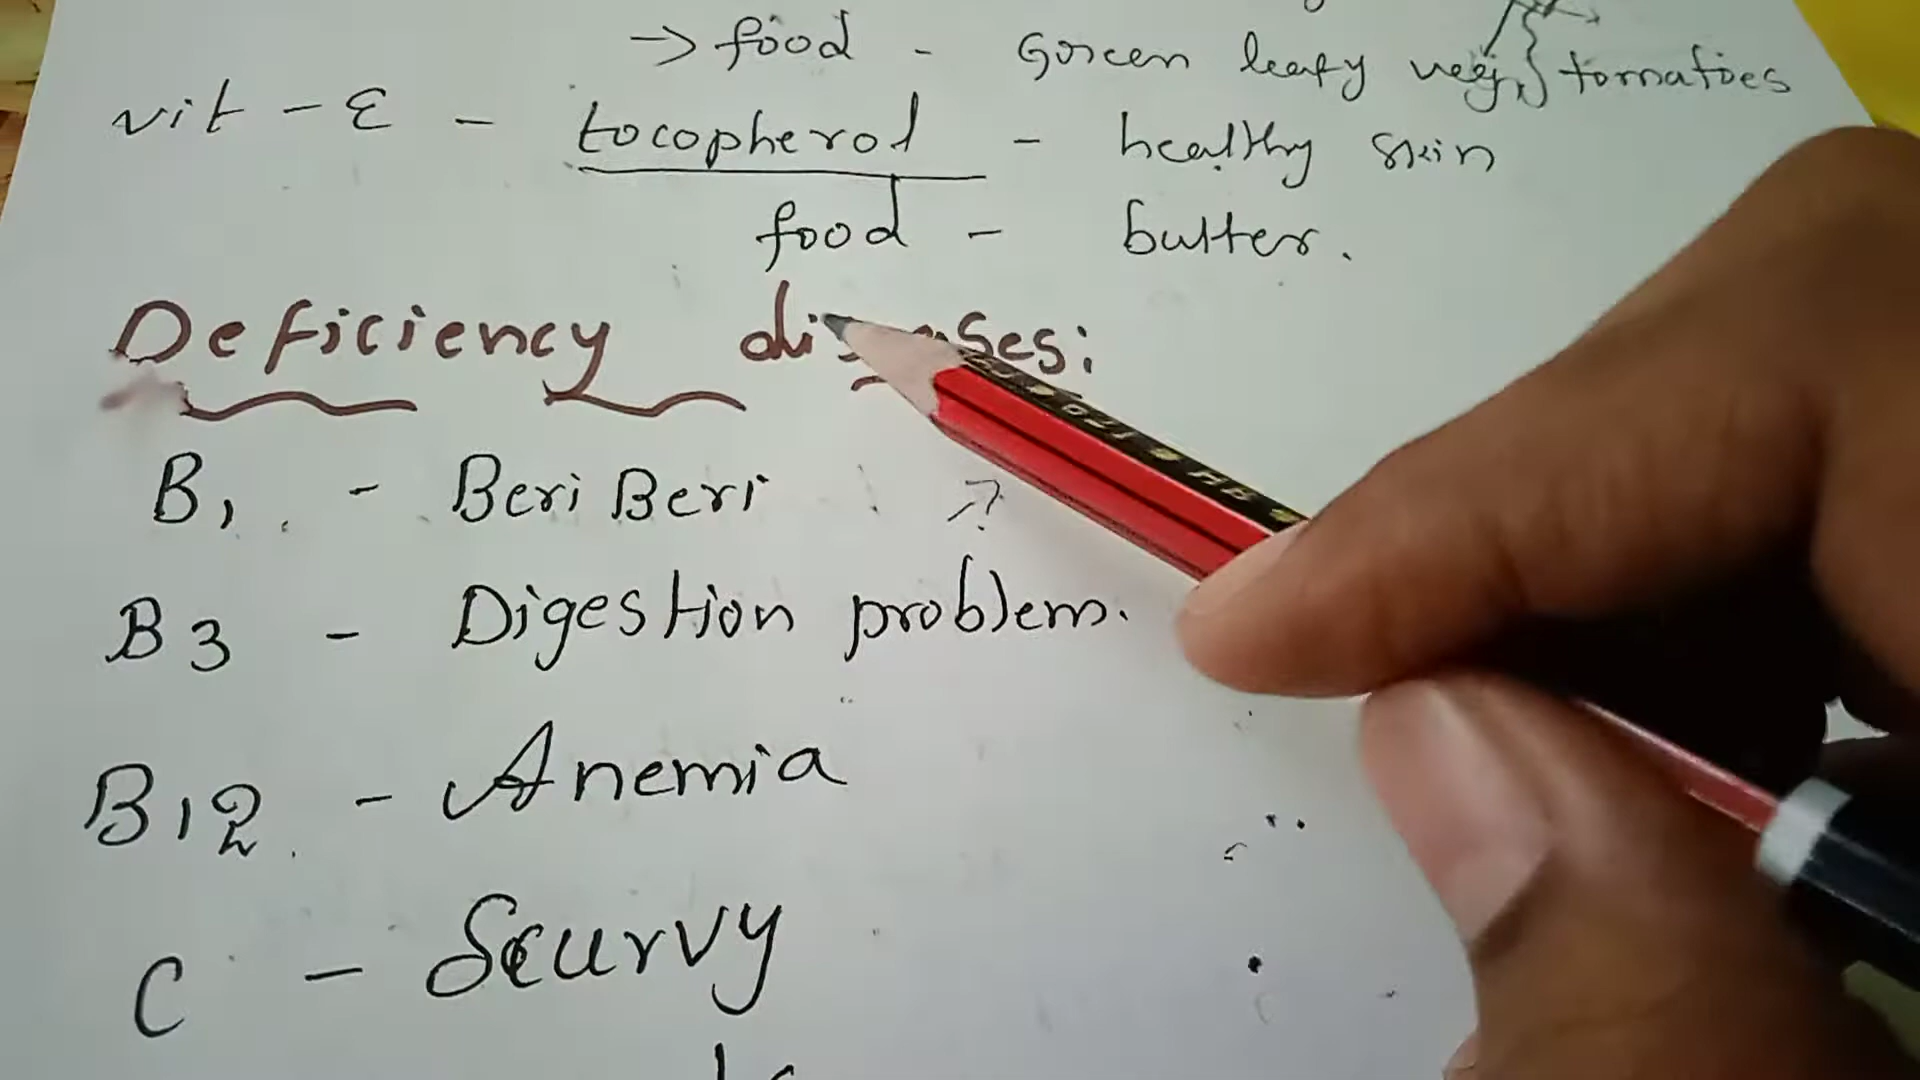 → food - Green leafy veg, } tomatoes
vit - E - tocopherol - healthy skin
food - butter.
Deficiency diseases:
B1 - Beri Beri
B3 - Digestion problem.
B12 - Anemia
C - Scurvy
HB